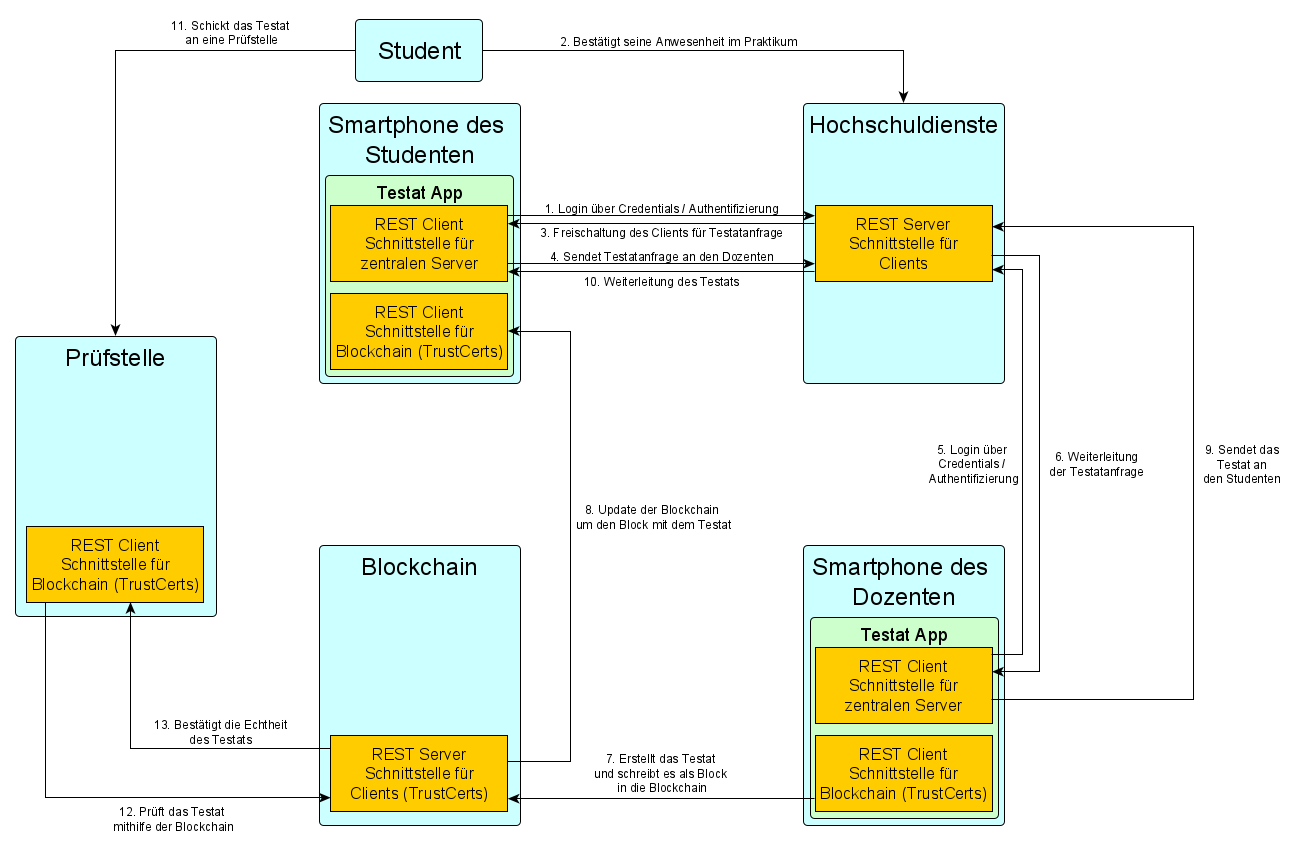 11. Schickt das Testat
an eine Prüfstelle
Student
2. Bestätigt seine Anwesenheit im Praktikum
Smartphone des
Studenten
Testat App
REST Client
Schnittstelle für
zentralen Server
REST Client
Schnittstelle für
Blockchain (TrustCerts)
1. Login über Credentials / Authentifizierung
3. Freischaltung des Clients für Testatanfrage
4. Sendet Testatanfrage an den Dozenten
10. Weiterleitung des Testats
Hochschuldienste
REST Server
Schnittstelle für
Clients
Prüfstelle
REST Client
Schnittstelle für
Blockchain (TrustCerts)
5. Login über
Credentials /
Authentifizierung
6. Weiterleitung
der Testatanfrage
9. Sendet das
Testat an
den Studenten
8. Update der Blockchain
um den Block mit dem Testat
Blockchain
REST Server
Schnittstelle für
Clients (TrustCerts)
Smartphone des
Dozenten
Testat App
REST Client
Schnittstelle für
zentralen Server
REST Client
Schnittstelle für
Blockchain (TrustCerts)
13. Bestätigt die Echtheit
des Testats
7. Erstellt das Testat
und schreibt es als Block
in die Blockchain
12. Prüft das Testat
mithilfe der Blockchain